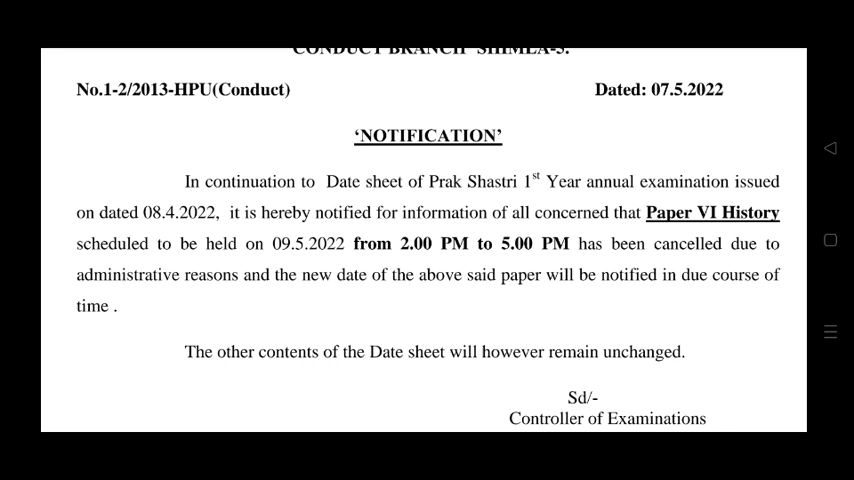 CONDUCT BRANCH SHIMLA-5.
No.1-2/2013-HPU(Conduct) Dated: 07.5.2022
‘NOTIFICATION’
In continuation to Date sheet of Prak Shastri 1st Year annual examination issued
on dated 08.4.2022, it is hereby notified for information of all concerned that Paper VI History
scheduled to be held on 09.5.2022 from 2.00 PM to 5.00 PM has been cancelled due to
administrative reasons and the new date of the above said paper will be notified in due course of
time .
The other contents of the Date sheet will however remain unchanged.
Sd/-
Controller of Examinations